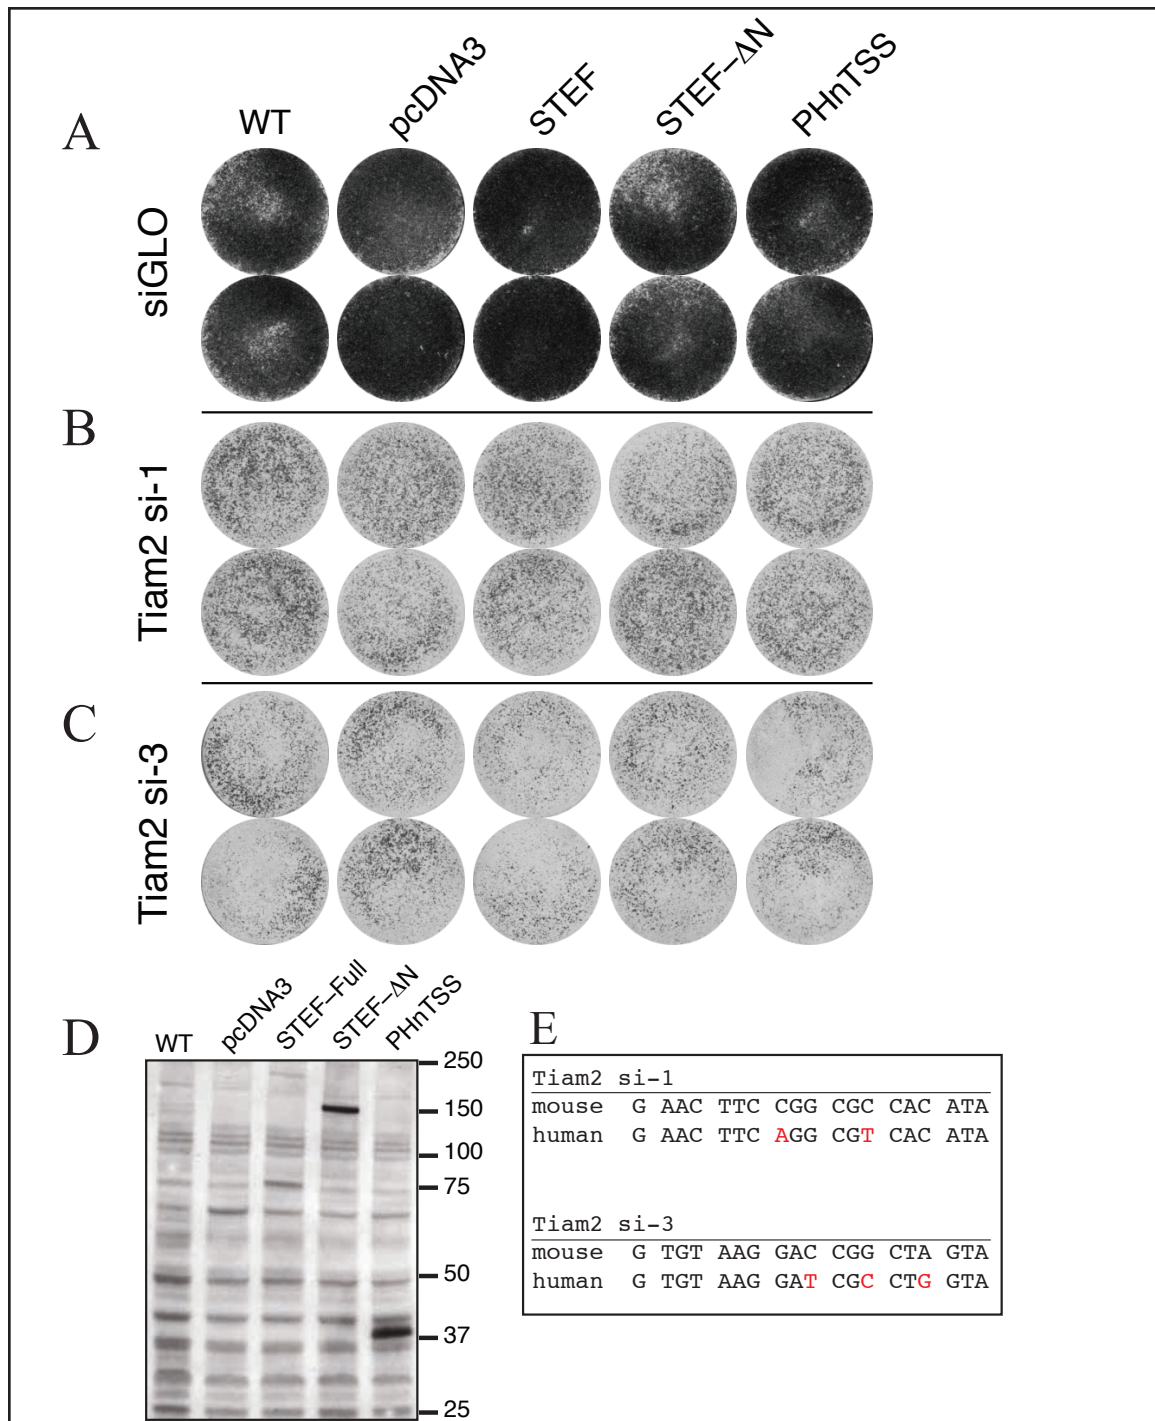 A
WT pcDNA3 STEF STEF–ΔN PHnTSS
siGLO
B
Tiam2 si-1
C
Tiam2 si-3
D
WT pcDNA3 STEF–Full STEF–ΔN PHnTSS
250
150
100
75
50
37
25
E
Tiam2 si-1
mouse G AAC TTC CGG CGC CAC ATA
human G AAC TTC AGG CGT CAC ATA
Tiam2 si-3
mouse G TGT AAG GAC CGG CTA GTA
human G TGT AAG GAT CGC CTG GTA